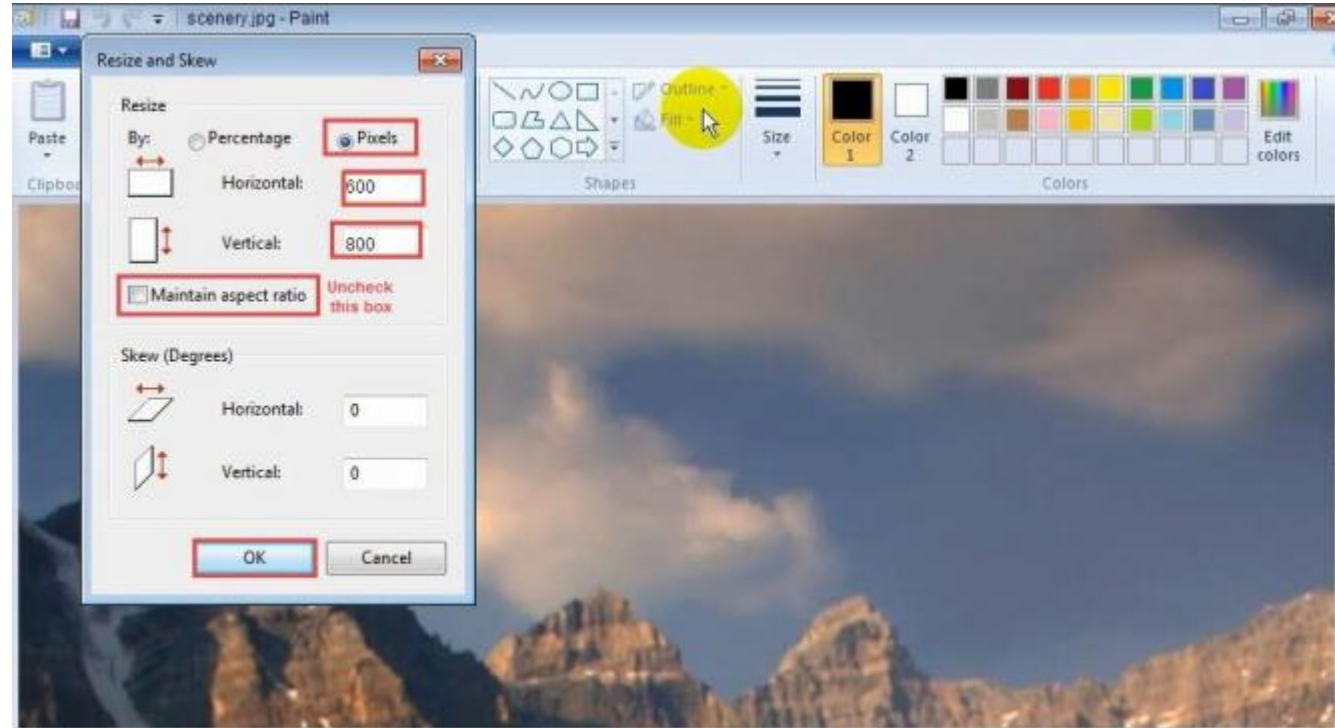 scenery.jpg - Paint
Resize and Skew
Resize
By:
Percentage
Pixels
Horizontal:
600
Vertical:
800
Maintain aspect ratio
Uncheck
this box
Skew (Degrees)
Horizontal:
0
Vertical:
0
OK
Cancel
Paste
Clipboa
Outline
Fill
Shapes
Size
Color
1
Color
2
Edit
colors
Colors